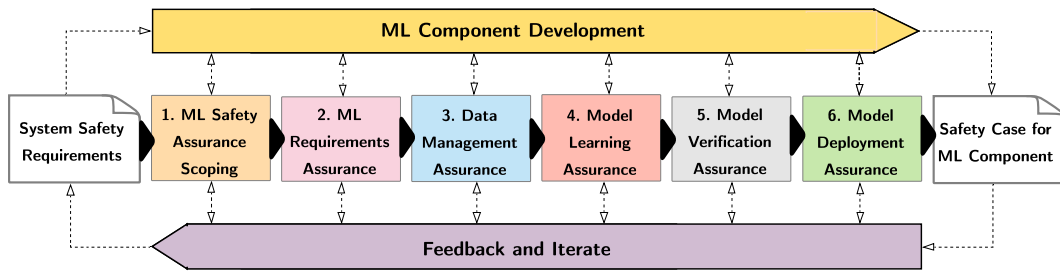 ML Component Development
System Safety
Requirements
1. ML Safety
Assurance
Scoping
2. ML
Requirements
Assurance
3. Data
Management
Assurance
4. Model
Learning
Assurance
5. Model
Verification
Assurance
6. Model
Deployment
Assurance
Safety Case for
ML Component
Feedback and Iterate